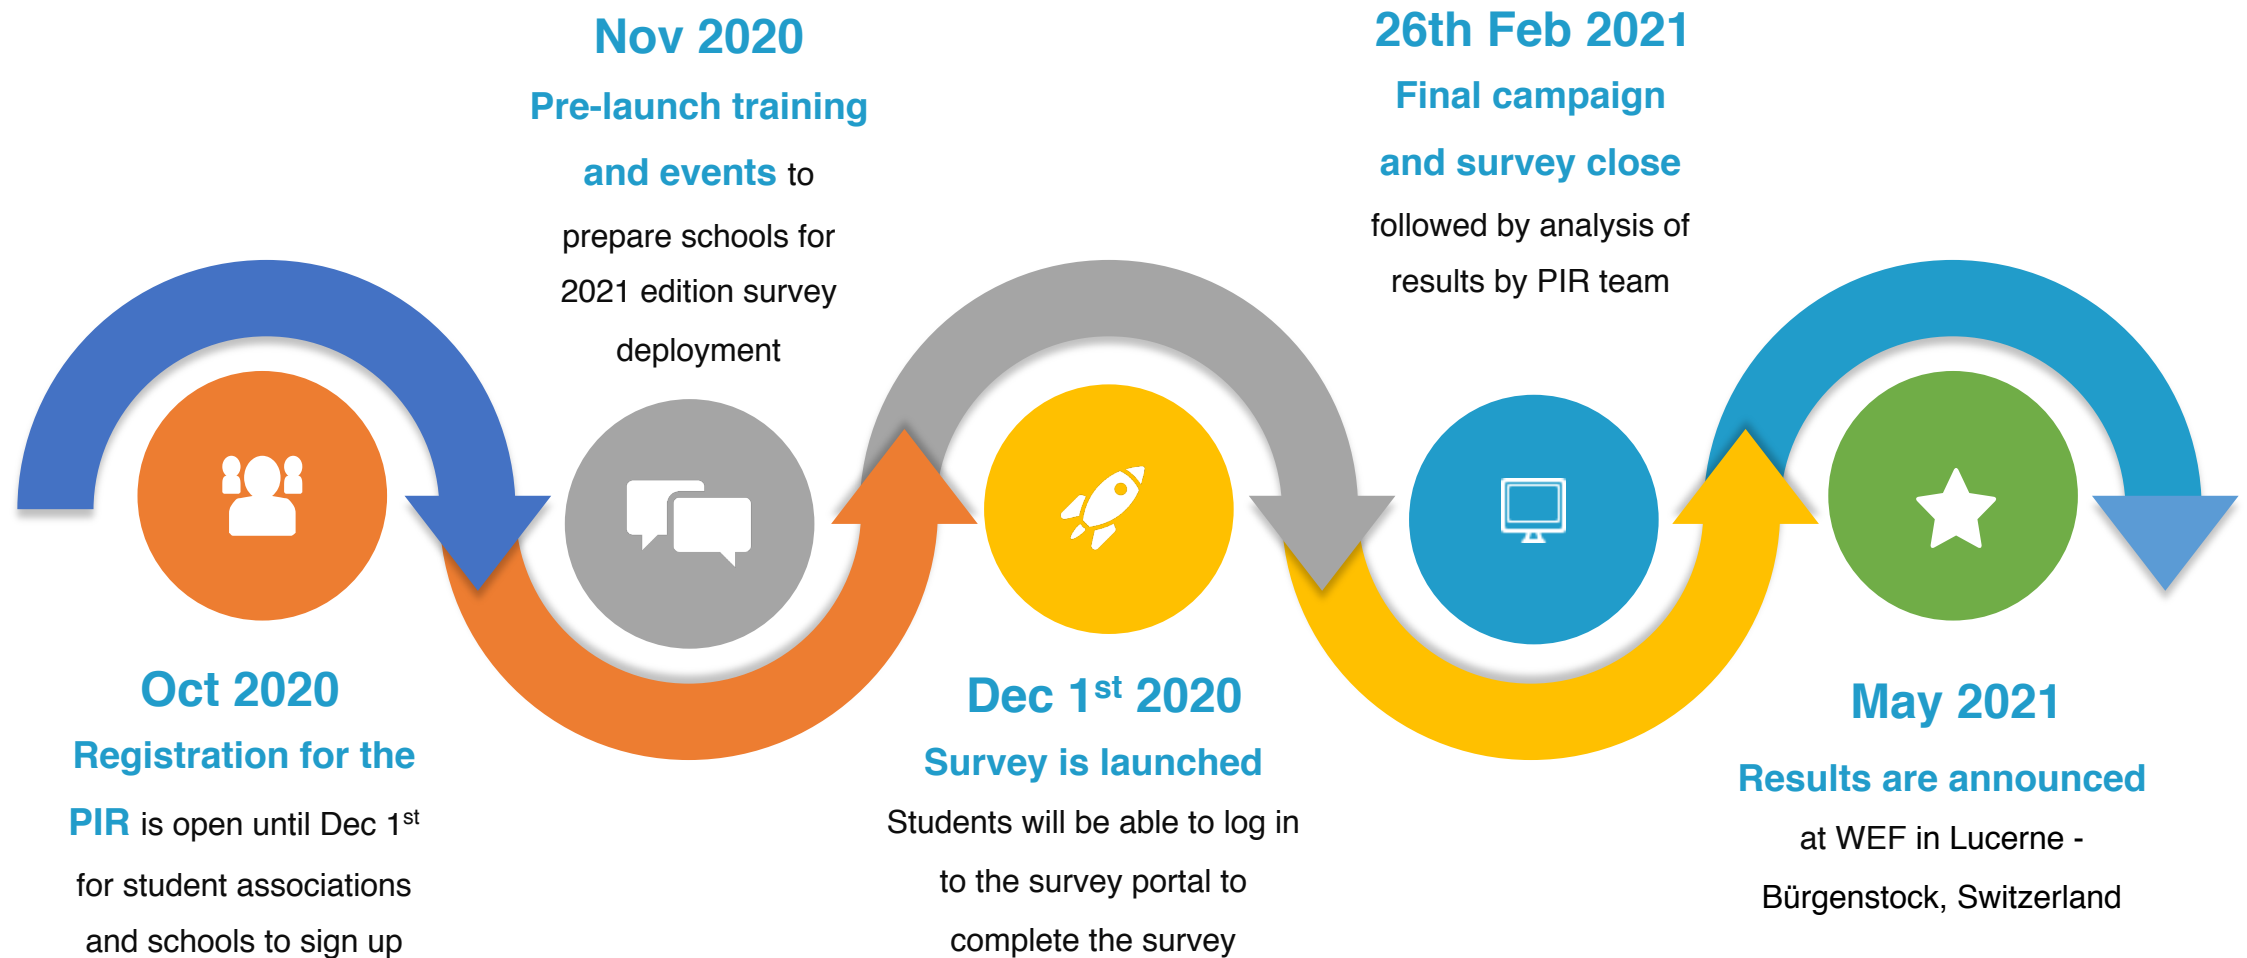 Oct 2020
Registration for the
PIR is open until Dec 1st
for student associations
and schools to sign up
Nov 2020
Pre-launch training
and events to
prepare schools for
2021 edition survey
deployment
Dec 1st 2020
Survey is launched
Students will be able to log in
to the survey portal to
complete the survey
26th Feb 2021
Final campaign
and survey close
followed by analysis of
results by PIR team
May 2021
Results are announced
at WEF in Lucerne -
Bürgenstock, Switzerland